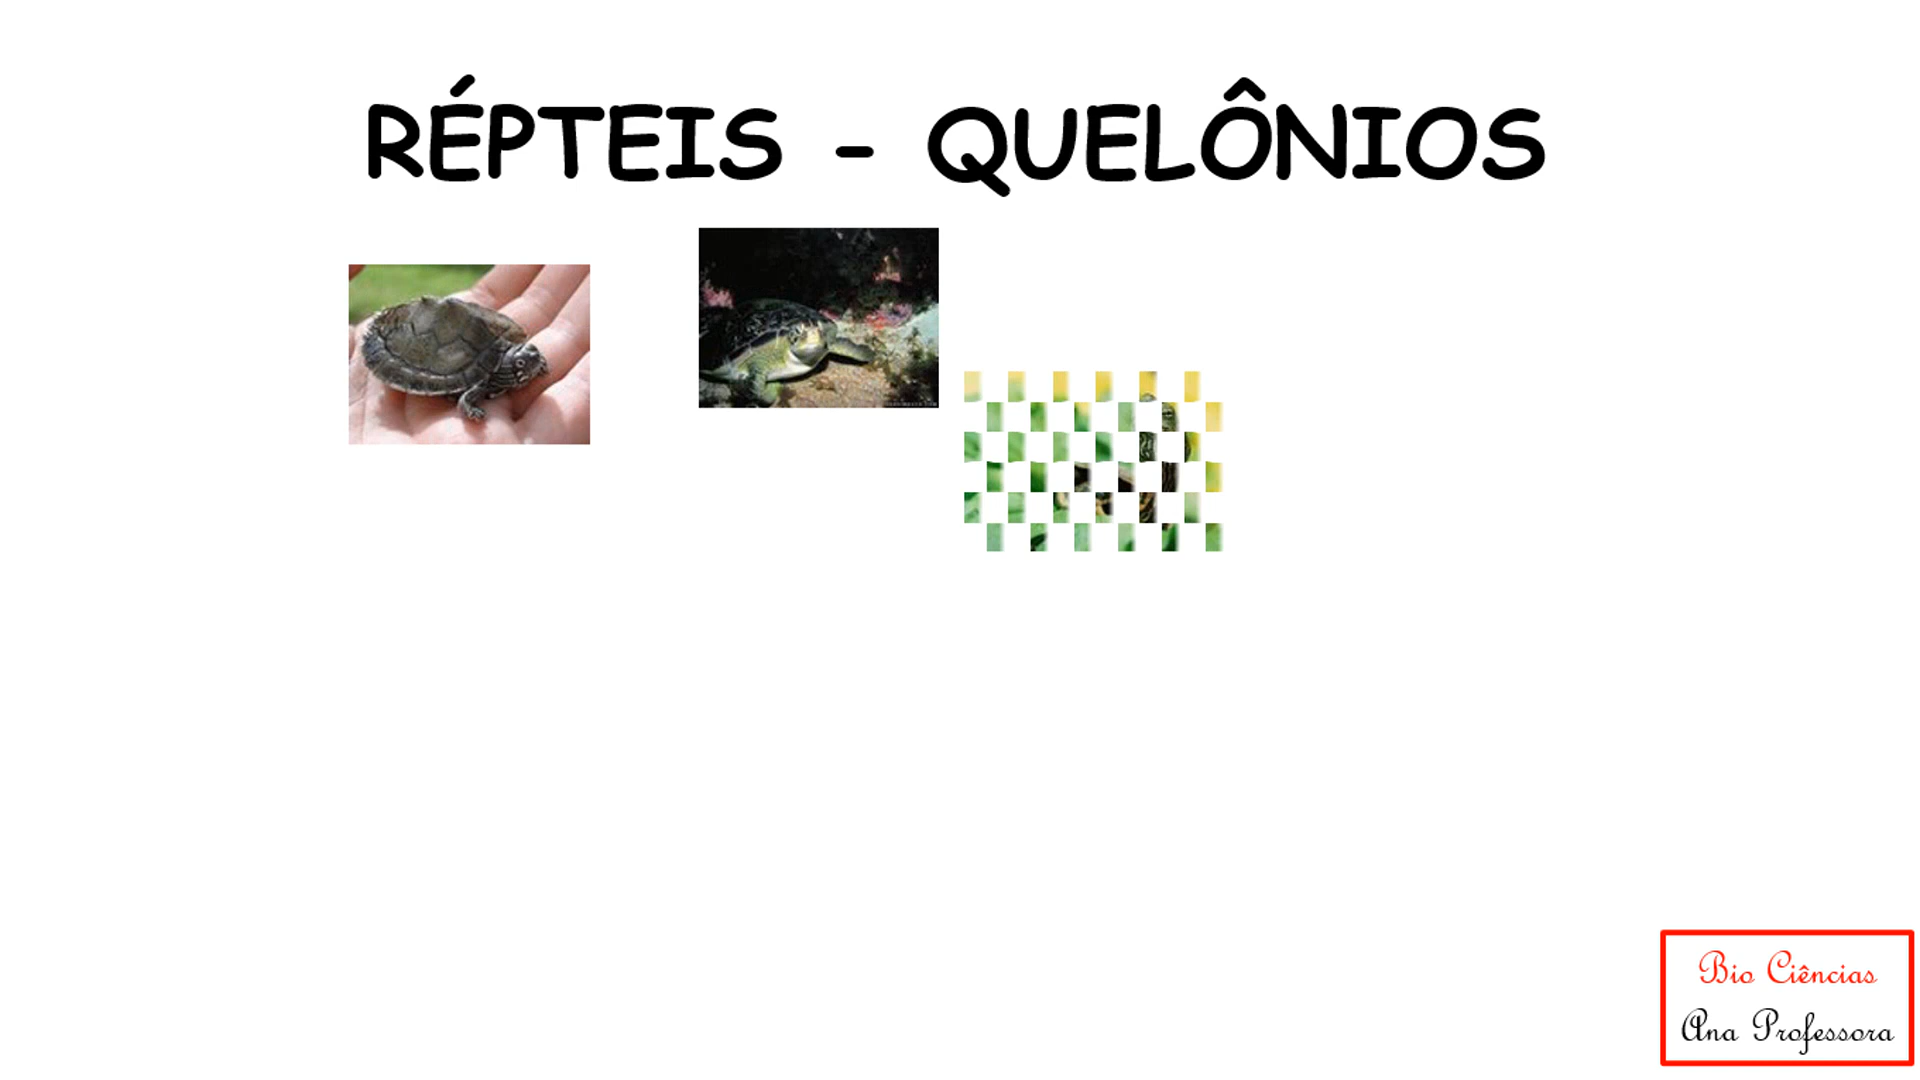 RÉPTEIS - QUELÔNIOS
Bio Ciências
Ana Professora